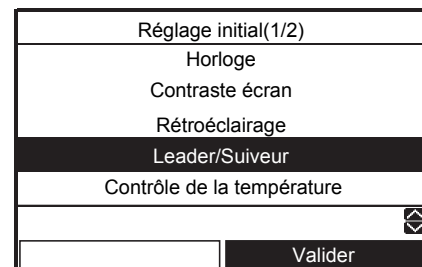 Réglage initial(1/2)
Horloge
Contraste écran
Rétroéclairage
Leader/Suiveur
Contrôle de la température
Valider